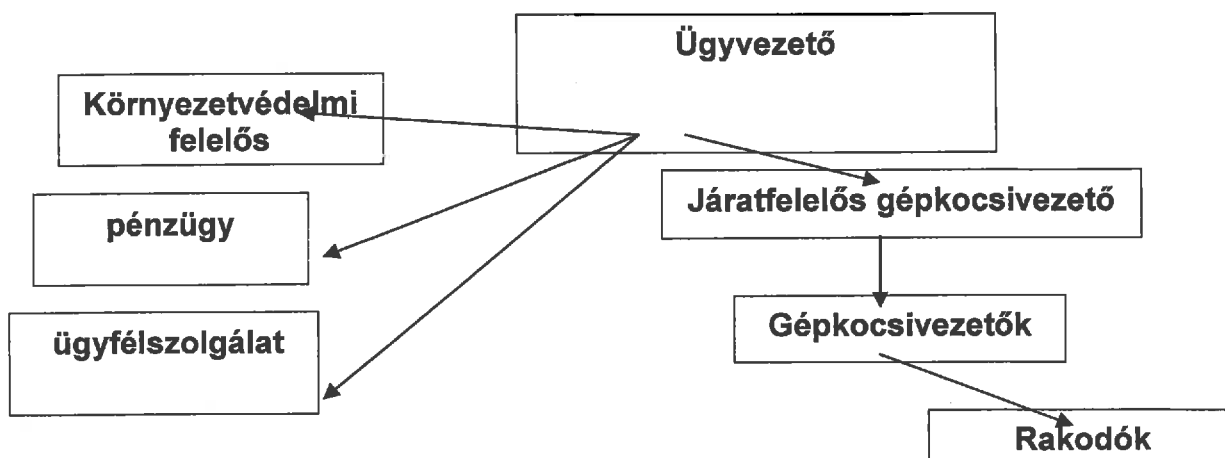 Ügyvezető
Környezetvédelmi
felelős
Járatfelelős gépkocsivezető
pénzügy
Gépkocsivezetők
ügyfélszolgálat
Rakodók